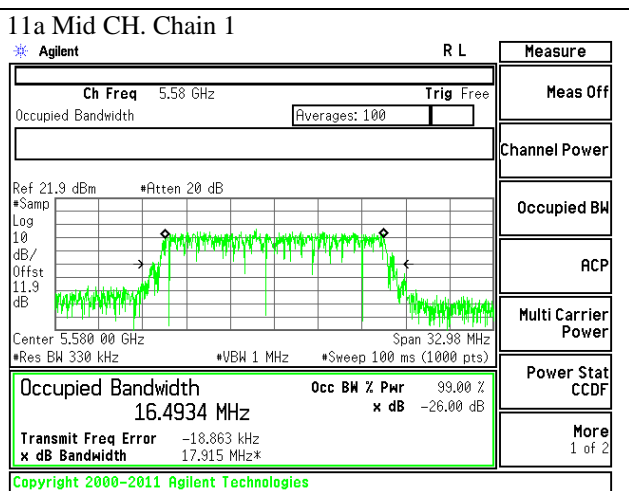 11a Mid CH. Chain 1
Agilent R L Measure
Ch Freq 5.58 GHz Trig Free
Meas Off
Occupied Bandwidth Averages: 100
Channel Power
Ref 21.9 dBm #Atten 20 dB
#Samp
Log
10
dB/
Offst
11.9
dB
Occupied BW
ACP
Multi Carrier
Power
Center 5.580 00 GHz Span 32.98 MHz
#Res BW 330 kHz #VBW 1 MHz #Sweep 100 ms (1000 pts)
Power Stat
CCDF
Occupied Bandwidth Occ BW % Pwr 99.00 %
16.4934 MHz x dB -26.00 dB
Transmit Freq Error -18.863 kHz
x dB Bandwidth 17.915 MHz*
More
1 of 2
Copyright 2000-2011 Agilent Technologies